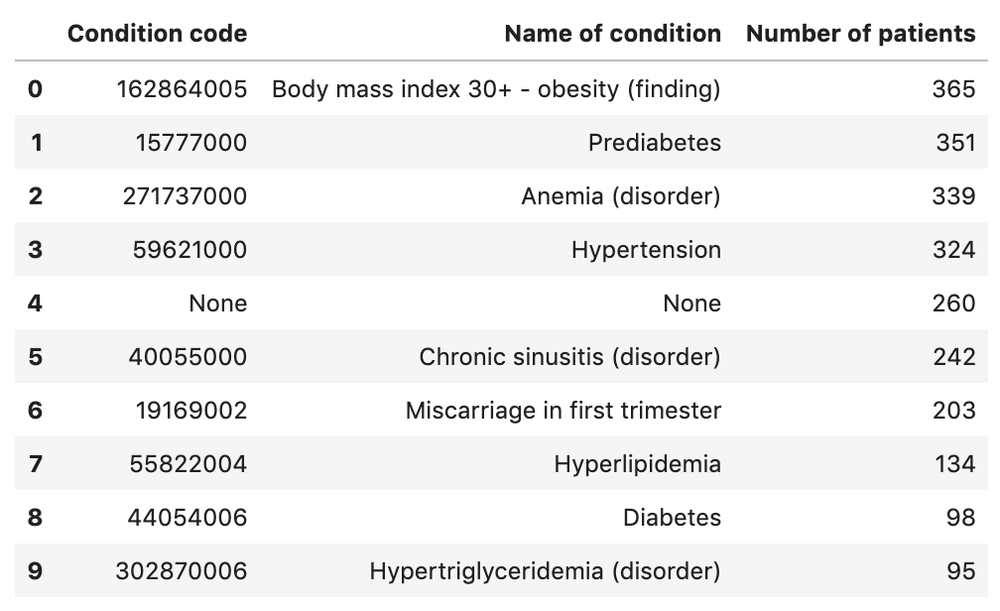 Condition code Name of condition Number of patients
0 162864005 Body mass index 30+ - obesity (finding) 365
1 15777000 Prediabetes 351
2 271737000 Anemia (disorder) 339
3 59621000 Hypertension 324
4 None None 260
5 40055000 Chronic sinusitis (disorder) 242
6 19169002 Miscarriage in first trimester 203
7 55822004 Hyperlipidemia 134
8 44054006 Diabetes 98
9 302870006 Hypertriglyceridemia (disorder) 95